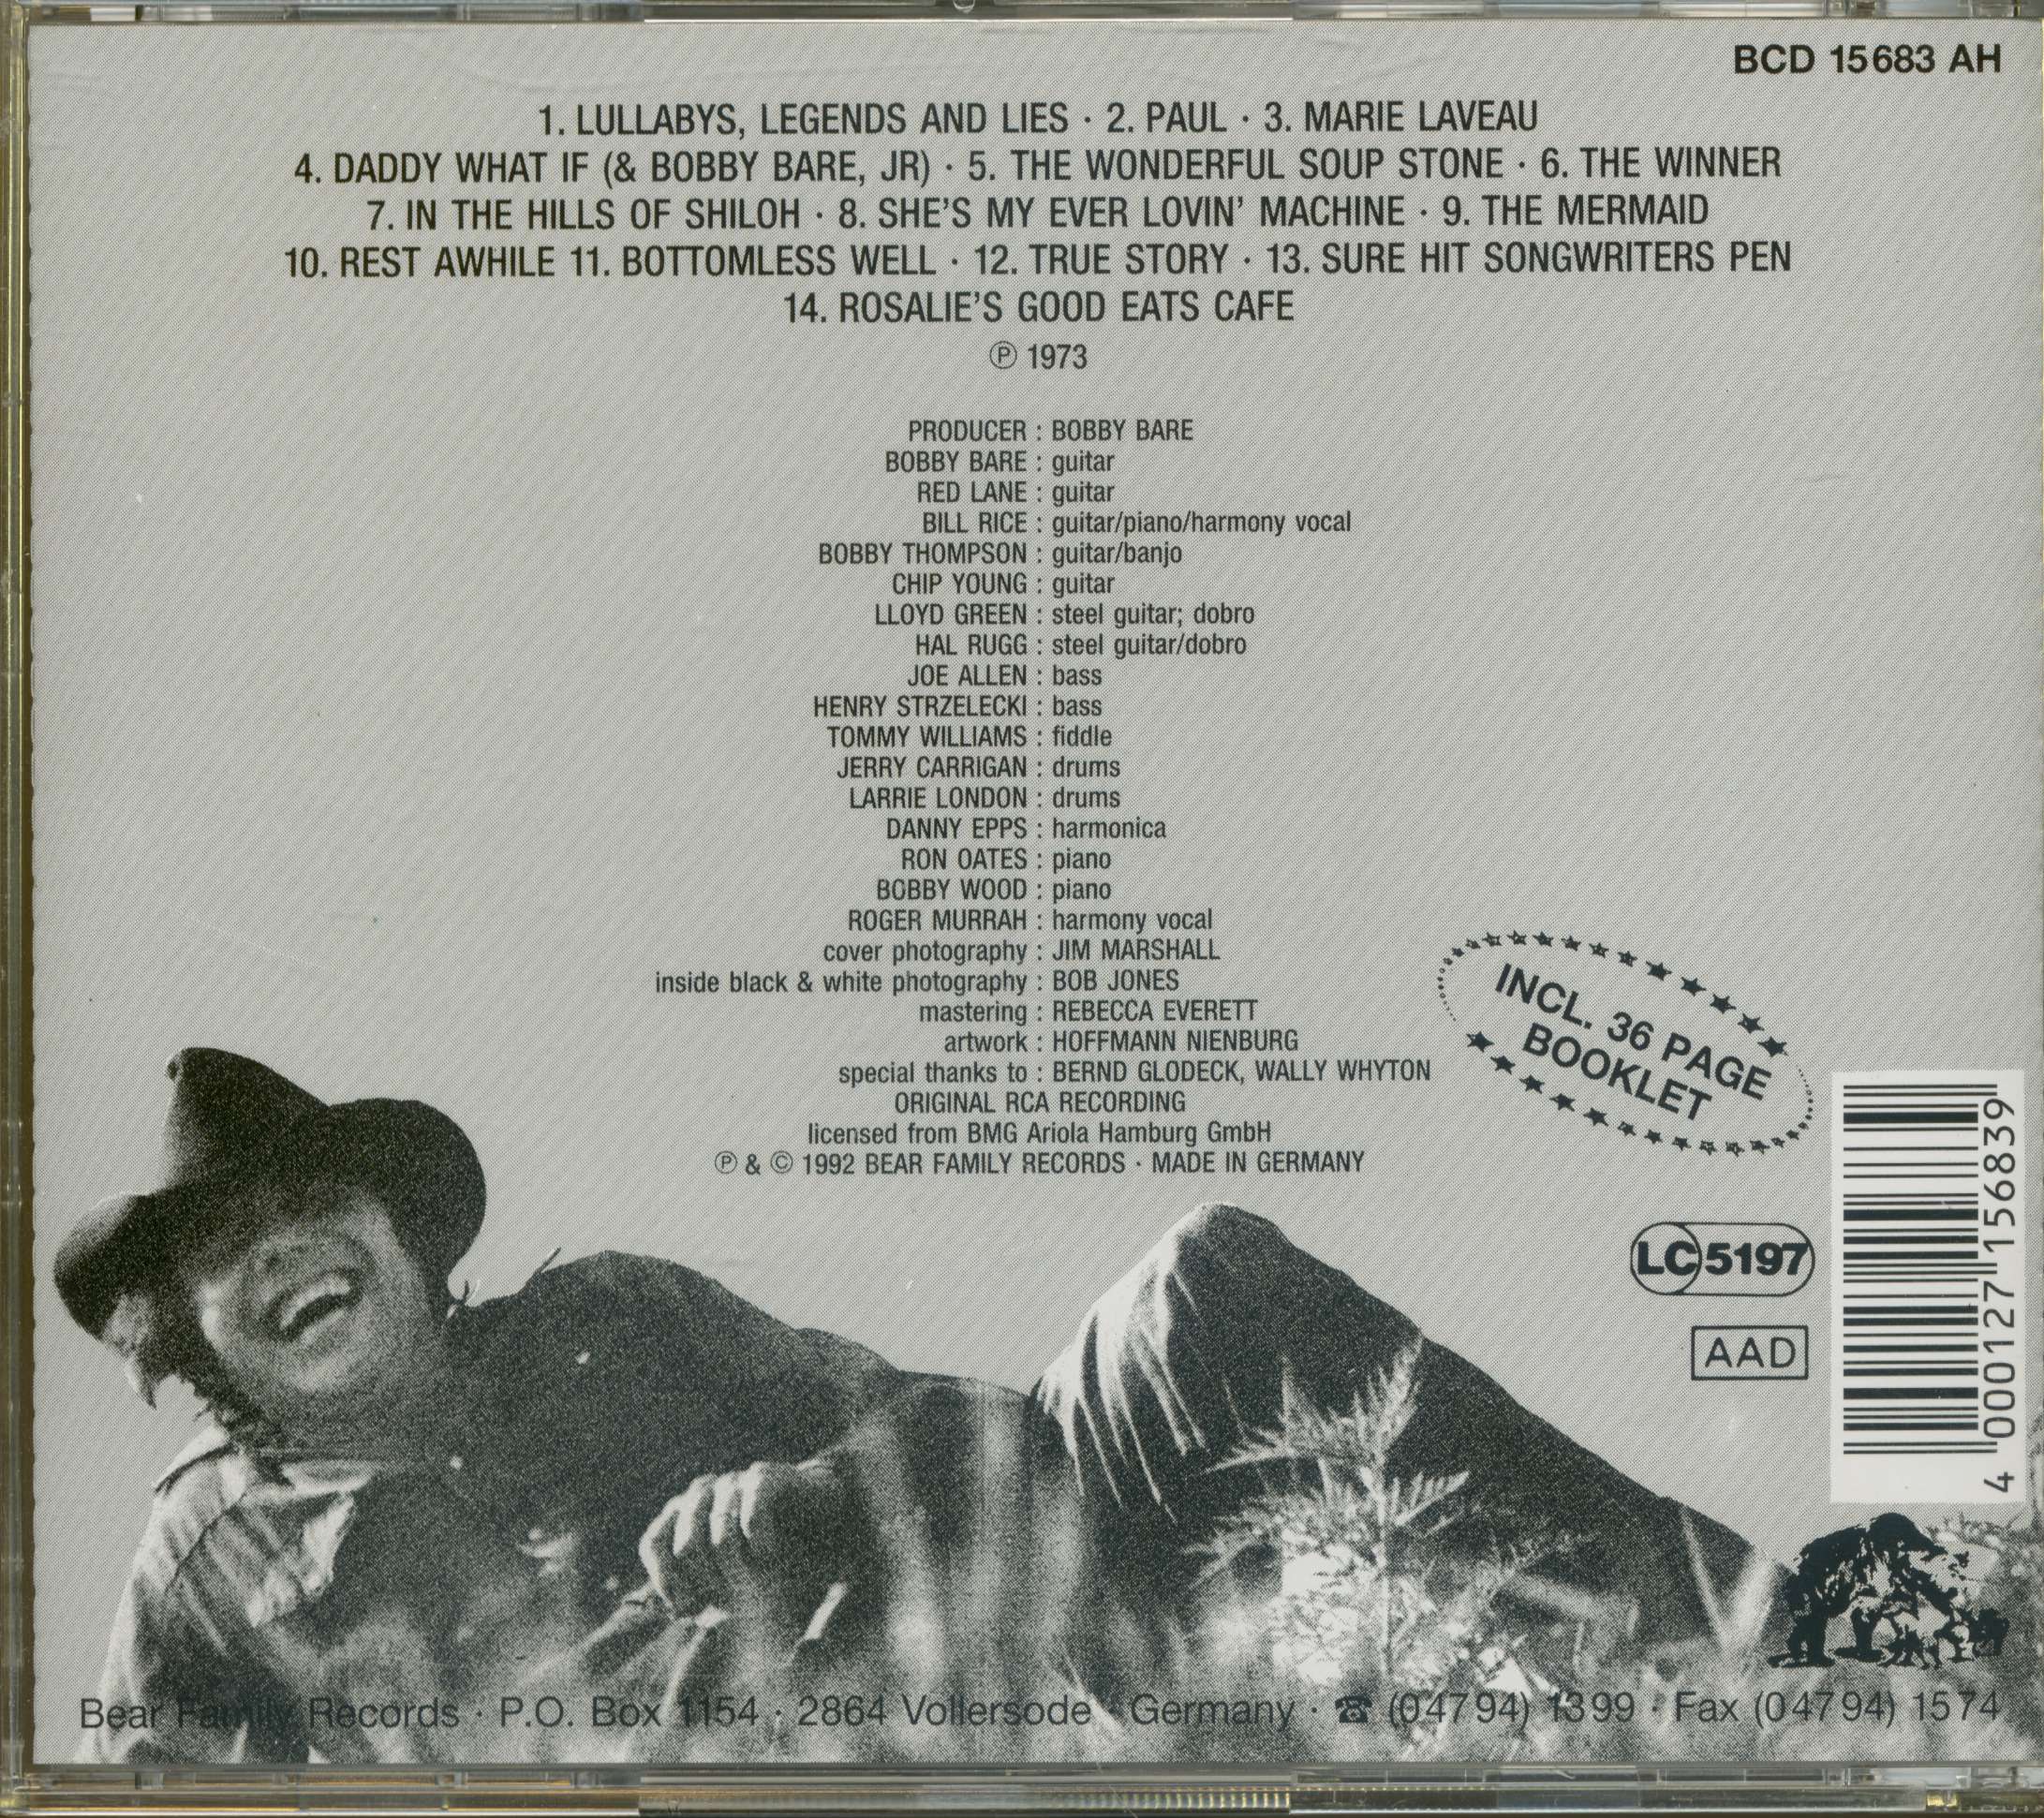 BCD 15683 AH
1. LULLABYS, LEGENDS AND LIES · 2. PAUL · 3. MARIE LAVEAU
4. DADDY WHAT IF (& BOBBY BARE, JR) · 5. THE WONDERFUL SOUP STONE · 6. THE WINNER
7. IN THE HILLS OF SHILOH · 8. SHE'S MY EVER LOVIN' MACHINE · 9. THE MERMAID
10. REST AWHILE 11. BOTTOMLESS WELL · 12. TRUE STORY · 13. SURE HIT SONGWRITERS PEN
14. ROSALIE'S GOOD EATS CAFE
℗ 1973
PRODUCER : BOBBY BARE
BOBBY BARE : guitar
RED LANE : guitar
BILL RICE : guitar/piano/harmony vocal
BOBBY THOMPSON : guitar/banjo
CHIP YOUNG : guitar
LLOYD GREEN : steel guitar; dobro
HAL RUGG : steel guitar/dobro
JOE ALLEN : bass
HENRY STRZELECKI : bass
TOMMY WILLIAMS : fiddle
JERRY CARRIGAN : drums
LARRIE LONDON : drums
DANNY EPPS : harmonica
RON OATES : piano
BOBBY WOOD : piano
ROGER MURRAH : harmony vocal
cover photography : JIM MARSHALL
inside black & white photography : BOB JONES
mastering : REBECCA EVERETT
artwork : HOFFMANN NIENBURG
special thanks to : BERND GLODECK, WALLY WHYTON
ORIGINAL RCA RECORDING
licensed from BMG Ariola Hamburg GmbH
℗ & © 1992 BEAR FAMILY RECORDS · MADE IN GERMANY
INCL. 36 PAGE
BOOKLET
LC 5197
AAD
4 000127 156839
Bear Family Records · P.O. Box 1154 · 2864 Vollersode · Germany · ☎ (04794) 1399 · Fax (04794) 1574